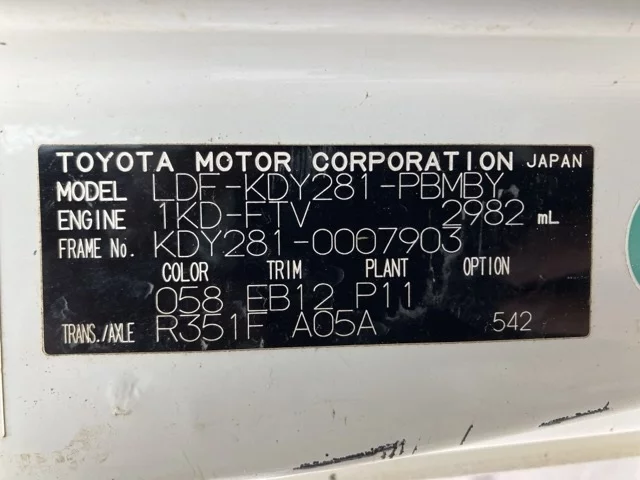 TOYOTA MOTOR CORPORATION JAPAN
MODEL LDF-KDY281-PBMBY
ENGINE 1KD-FTV 2982 mL
FRAME No. KDY281-0007903
COLOR TRIM PLANT OPTION
058 EB12 P11
TRANS./AXLE R351F A05A 542